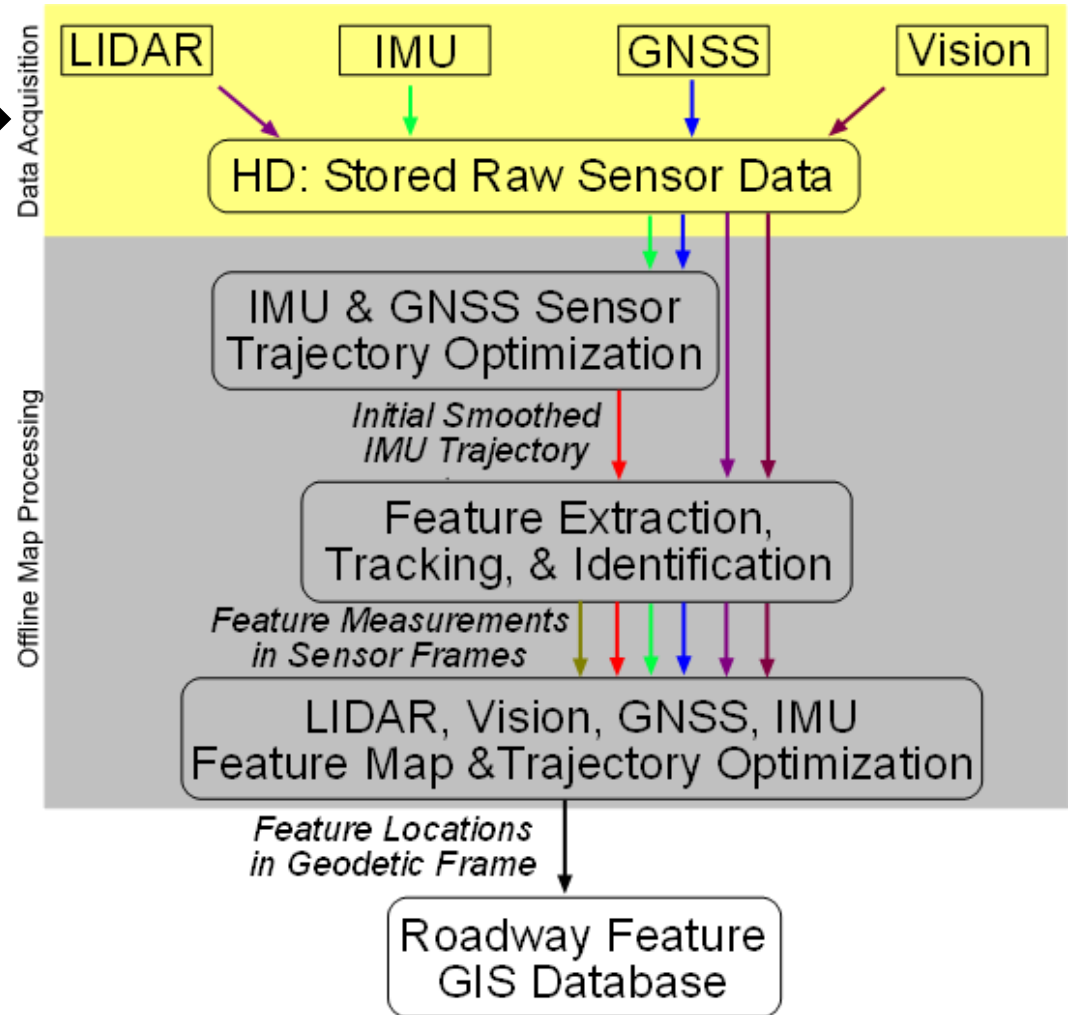 Data Acquisition
LIDAR
IMU
GNSS
Vision
HD: Stored Raw Sensor Data
Offline Map Processing
IMU & GNSS Sensor
Trajectory Optimization
Initial Smoothed
IMU Trajectory
Feature Extraction,
Tracking, & Identification
Feature Measurements
in Sensor Frames
LIDAR, Vision, GNSS, IMU
Feature Map &Trajectory Optimization
Feature Locations
in Geodetic Frame
Roadway Feature
GIS Database